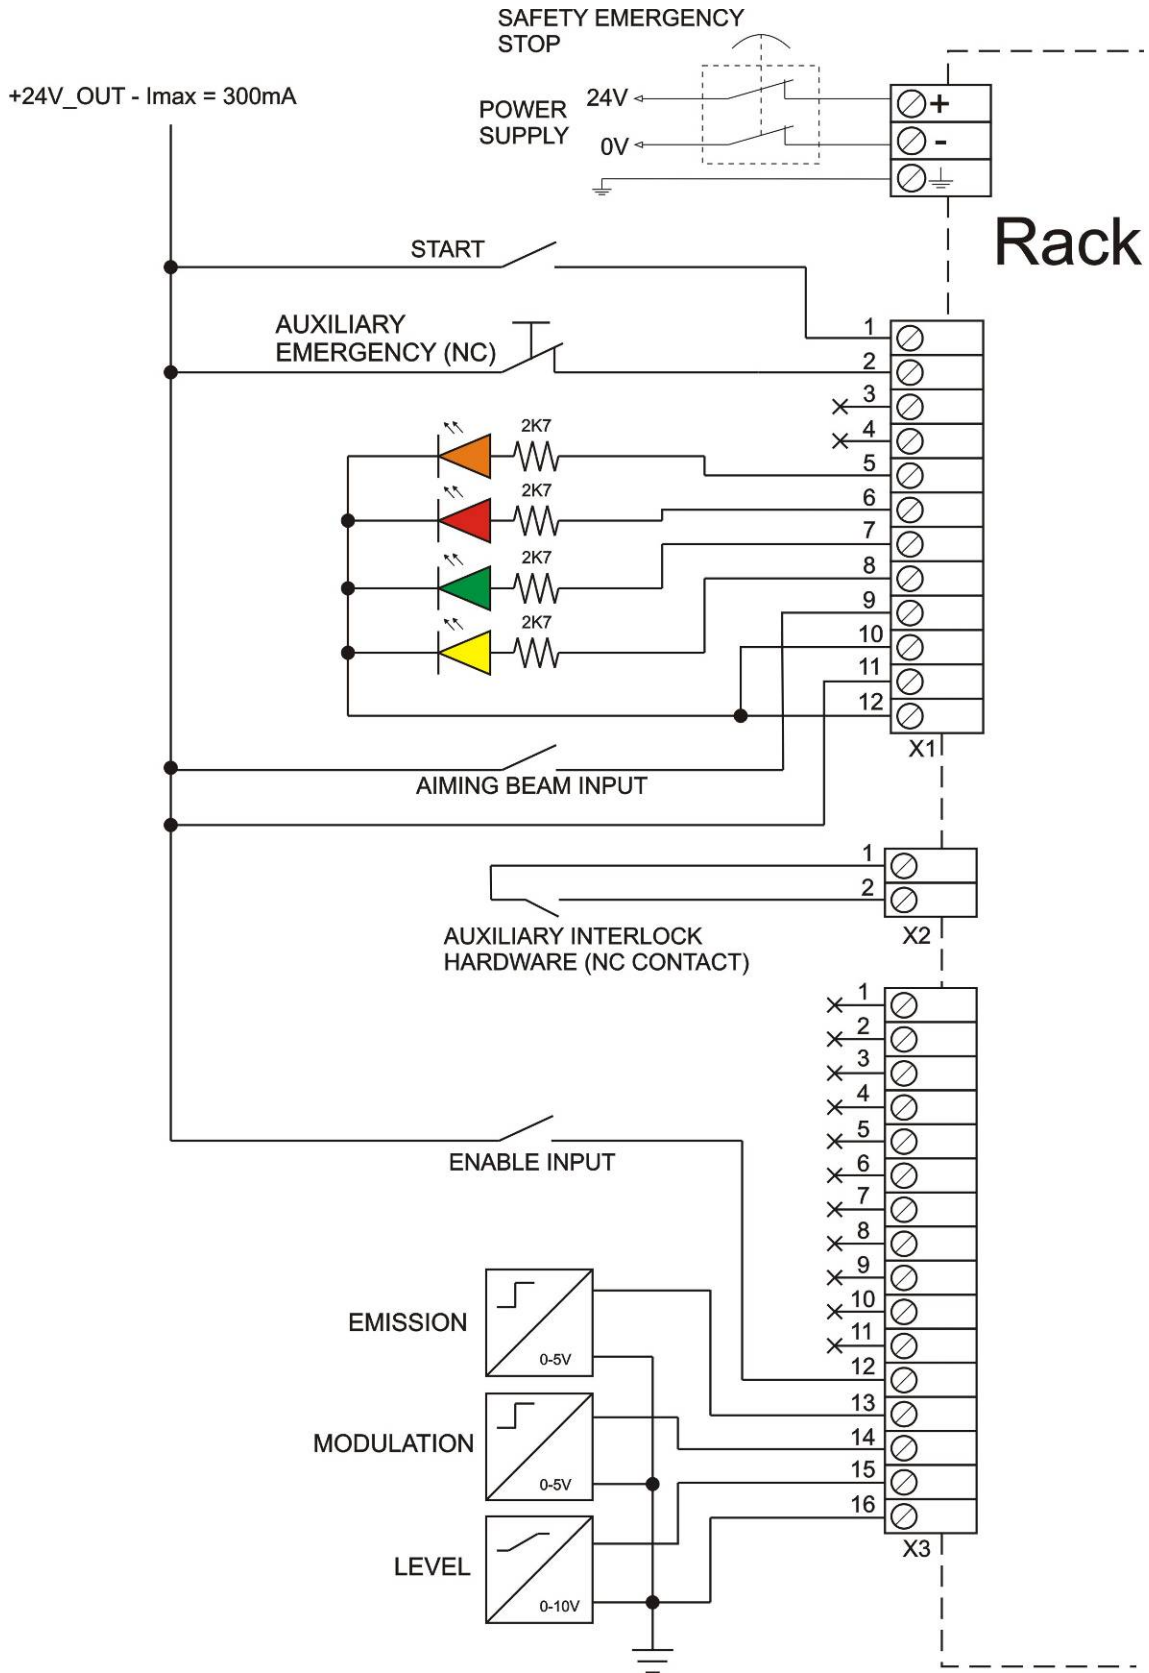 SAFETY EMERGENCY
STOP
+24V_OUT - Imax = 300mA
POWER
SUPPLY
24V
0V
+
-
Rack
START
AUXILIARY
EMERGENCY (NC)
1
2
3
4
5
6
7
8
9
10
11
12
2K7
2K7
2K7
2K7
X1
AIMING BEAM INPUT
1
2
X2
AUXILIARY INTERLOCK
HARDWARE (NC CONTACT)
1
2
3
4
5
6
7
8
9
10
11
12
13
14
15
16
X3
ENABLE INPUT
EMISSION
0-5V
MODULATION
0-5V
LEVEL
0-10V